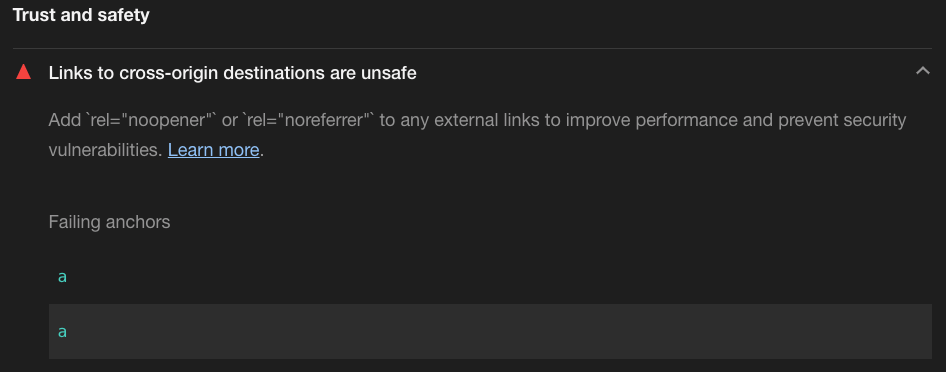 Trust and safety
Links to cross-origin destinations are unsafe
Add `rel="noopener"` or `rel="noreferrer"` to any external links to improve performance and prevent security
vulnerabilities. Learn more.
Failing anchors
a
a